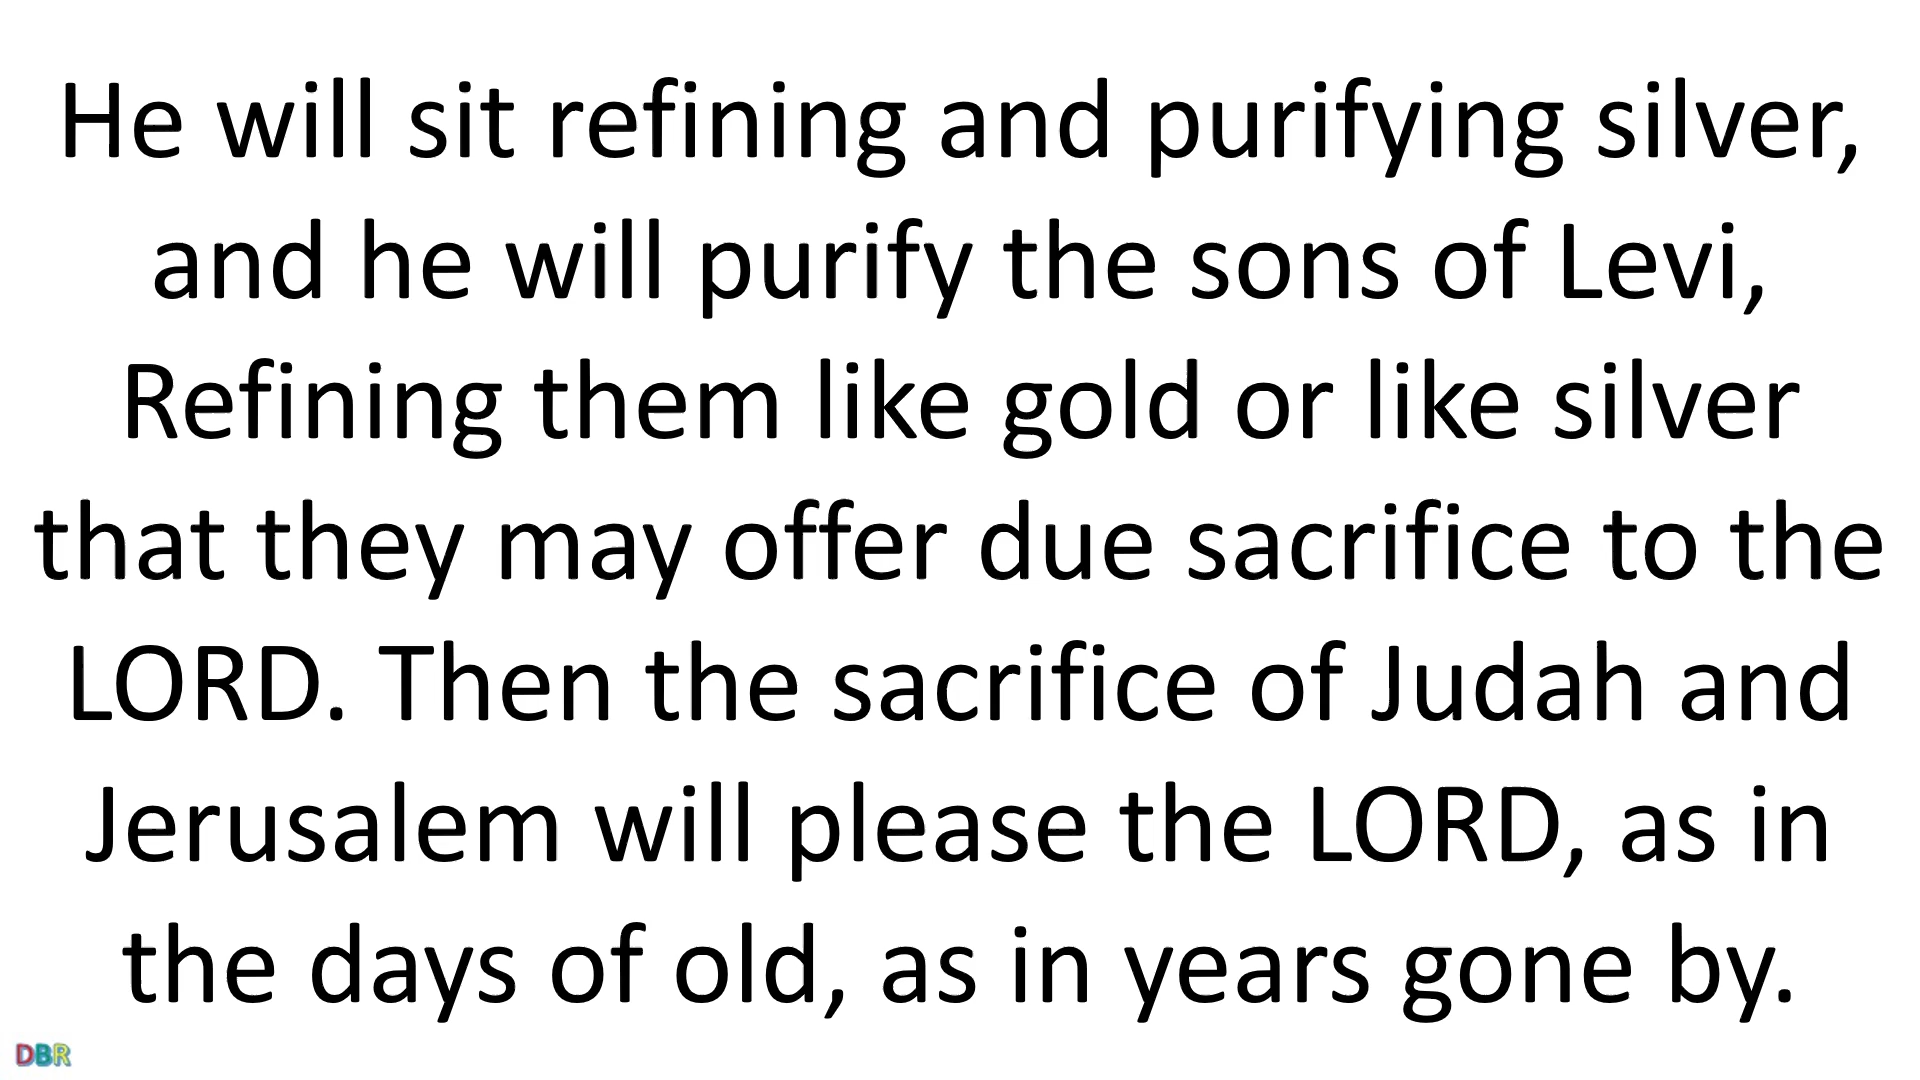 He will sit refining and purifying silver,
and he will purify the sons of Levi,
Refining them like gold or like silver
that they may offer due sacrifice to the
LORD. Then the sacrifice of Judah and
Jerusalem will please the LORD, as in
the days of old, as in years gone by.
DBR